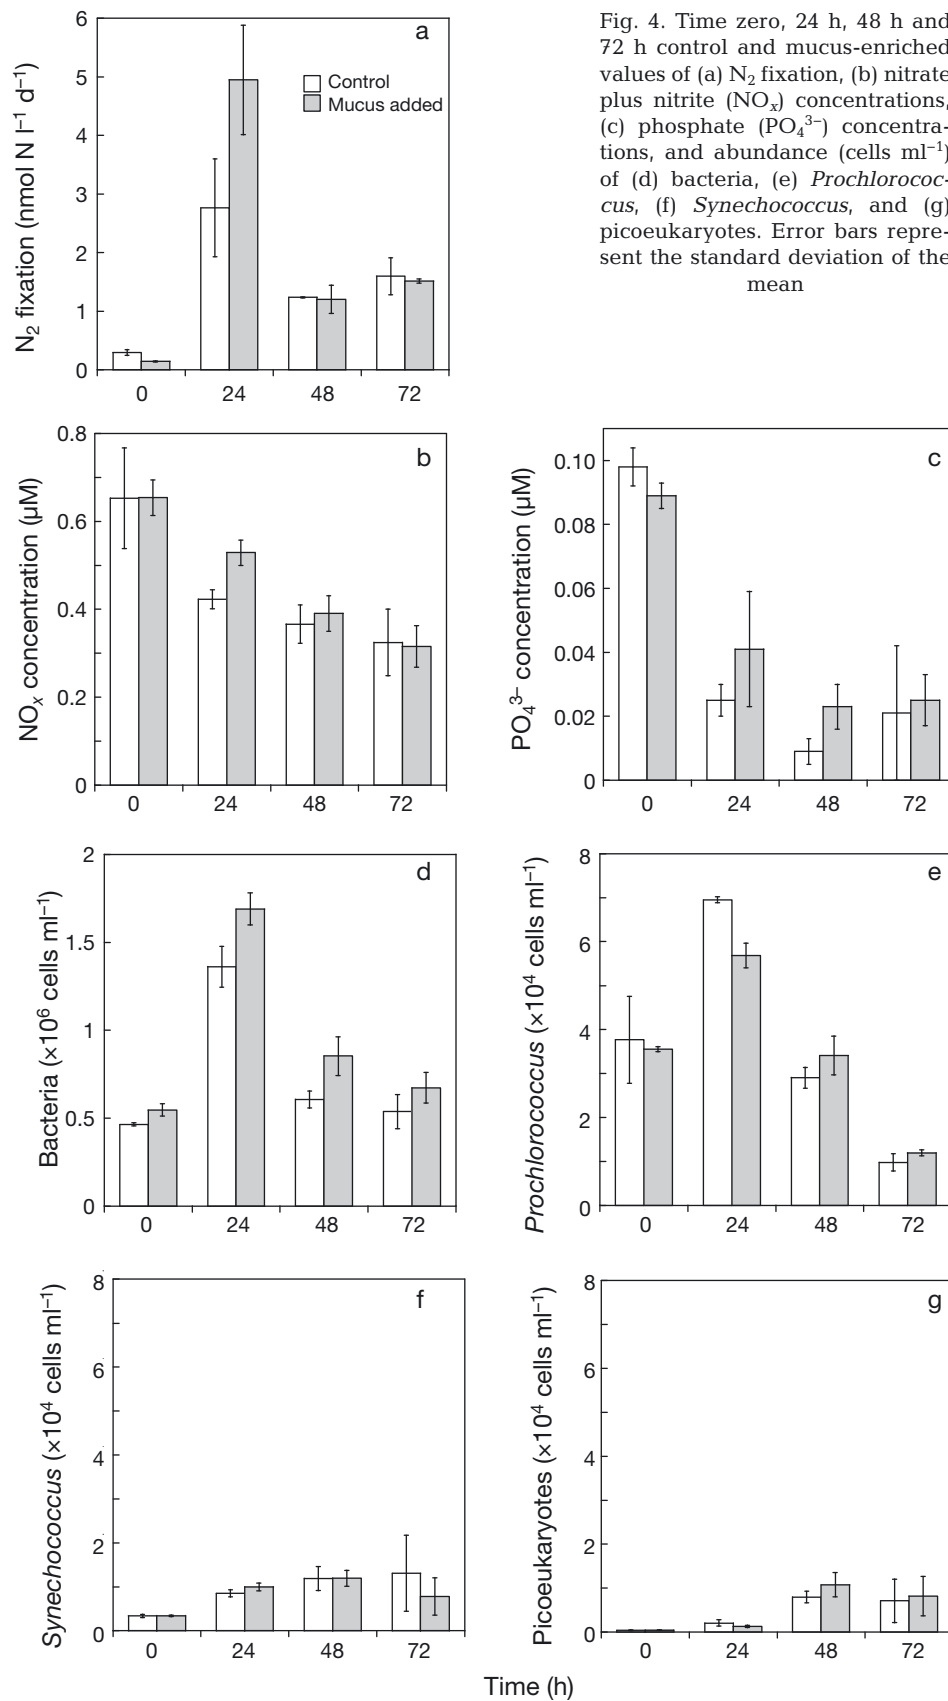 Fig. 4. Time zero, 24 h, 48 h and
72 h control and mucus-enriched
values of (a) N₂ fixation, (b) nitrate
plus nitrite (NOₓ) concentrations,
(c) phosphate (PO₄³⁻) concentra-
tions, and abundance (cells ml⁻¹)
of (d) bacteria, (e) Prochlorococ-
cus, (f) Synechococcus, and (g)
picoeukaryotes. Error bars repre-
sent the standard deviation of the
mean
a
N₂ fixation (nmol N l⁻¹ d⁻¹)
6
5
4
3
2
1
0
Control
Mucus added
0 24 48 72
b
NOₓ concentration (µM)
0.8
0.6
0.4
0.2
0
0 24 48 72
c
PO₄³⁻ concentration (µM)
0.10
0.08
0.06
0.04
0.02
0
0 24 48 72
d
Bacteria (×10⁶ cells ml⁻¹)
2
1.5
1
0.5
0
0 24 48 72
e
Prochlorococcus (×10⁴ cells ml⁻¹)
8
6
4
2
0
0 24 48 72
f
Synechococcus (×10⁴ cells ml⁻¹)
8
6
4
2
0
0 24 48 72
g
Picoeukaryotes (×10⁴ cells ml⁻¹)
8
6
4
2
0
0 24 48 72
Time (h)